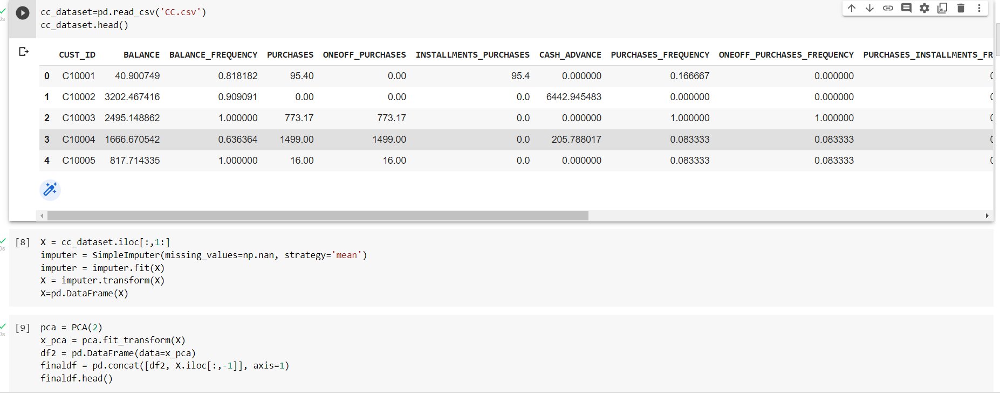 cc_dataset=pd.read_csv('CC.csv')
cc_dataset.head()
CUST_ID BALANCE BALANCE_FREQUENCY PURCHASES ONEOFF_PURCHASES INSTALLMENTS_PURCHASES CASH_ADVANCE PURCHASES_FREQUENCY ONEOFF_PURCHASES_FREQUENCY PURCHASES_INSTALLMENTS_FR
0 C10001 40.900749 0.818182 95.40 0.00 95.4 0.000000 0.166667 0.000000
1 C10002 3202.467416 0.909091 0.00 0.00 0.0 6442.945483 0.000000 0.000000
2 C10003 2495.148862 1.000000 773.17 773.17 0.0 0.000000 1.000000 1.000000
3 C10004 1666.670542 0.636364 1499.00 1499.00 0.0 205.788017 0.083333 0.083333
4 C10005 817.714335 1.000000 16.00 16.00 0.0 0.000000 0.083333 0.083333
[8] X = cc_dataset.iloc[:,1:]
imputer = SimpleImputer(missing_values=np.nan, strategy='mean')
imputer = imputer.fit(X)
X = imputer.transform(X)
X=pd.DataFrame(X)
[9] pca = PCA(2)
x_pca = pca.fit_transform(X)
df2 = pd.DataFrame(data=x_pca)
finaldf = pd.concat([df2, X.iloc[:,-1]], axis=1)
finaldf.head()